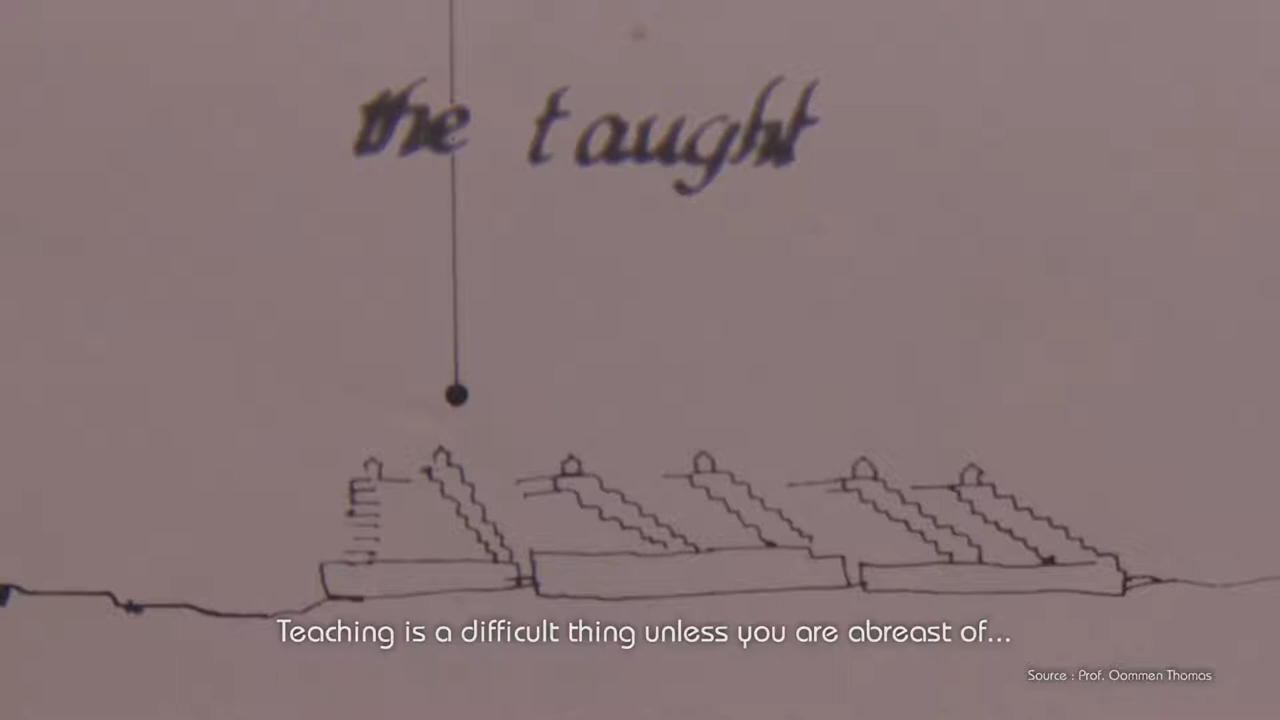 the taught
Teaching is a difficult thing unless you are abreast of...
Source : Prof. Oommen Thomas